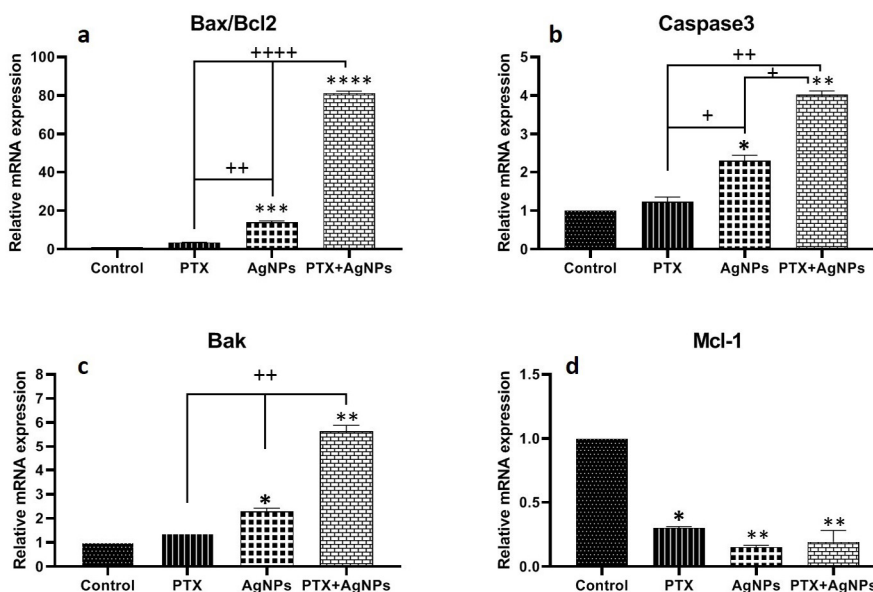 a
Bax/Bcl2
Relative mRNA expression
100
80
60
40
20
0
++++
****
++
***
Control PTX AgNPs PTX+AgNPs
b
Caspase3
Relative mRNA expression
5
4
3
2
1
0
++
+
**
+
*
Control PTX AgNPs PTX+AgNPs
c
Bak
Relative mRNA expression
8
7
6
5
4
3
2
1
0
++
**
*
Control PTX AgNPs PTX+AgNPs
d
Mcl-1
Relative mRNA expression
1.5
1.0
0.5
0.0
*
**
**
Control PTX AgNPs PTX+AgNPs